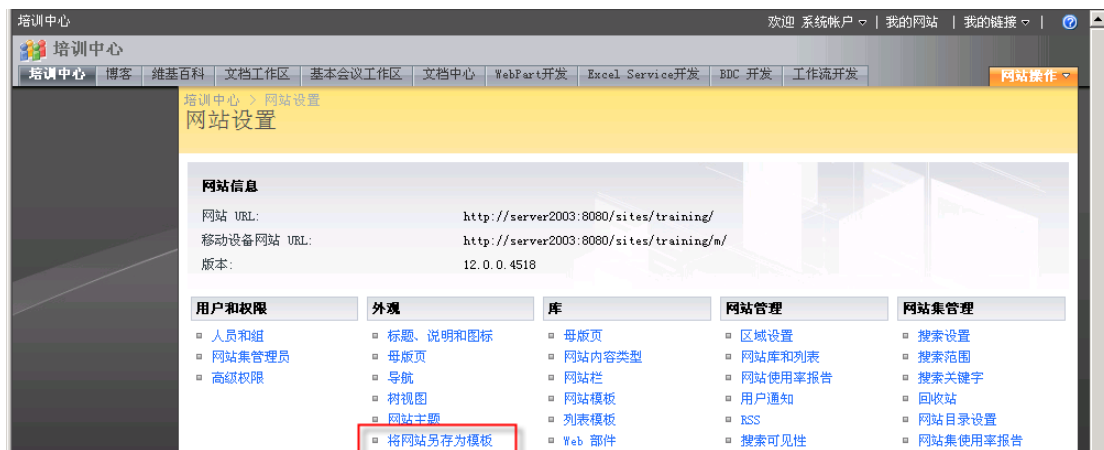 培训中心 欢迎 系统帐户 | 我的网站 | 我的链接 |
培训中心
培训中心 博客 维基百科 文档工作区 基本会议工作区 文档中心 WebPart开发 Excel Service开发 BDC 开发 工作流开发 网站操作
培训中心 > 网站设置
网站设置
网站信息
网站 URL: http://server2003:8080/sites/training/
移动设备网站 URL: http://server2003:8080/sites/training/m/
版本: 12.0.0.4518
用户和权限 外观 库 网站管理 网站集管理
人员和组 标题、说明和图标 母版页 区域设置 搜索设置
网站集管理员 母版页 网站内容类型 网站库和列表 搜索范围
高级权限 导航 网站栏 网站使用率报告 搜索关键字
树视图 网站模板 用户通知 回收站
网站主题 列表模板 RSS 网站目录设置
将网站另存为模板 Web 部件 搜索可见性 网站集使用率报告